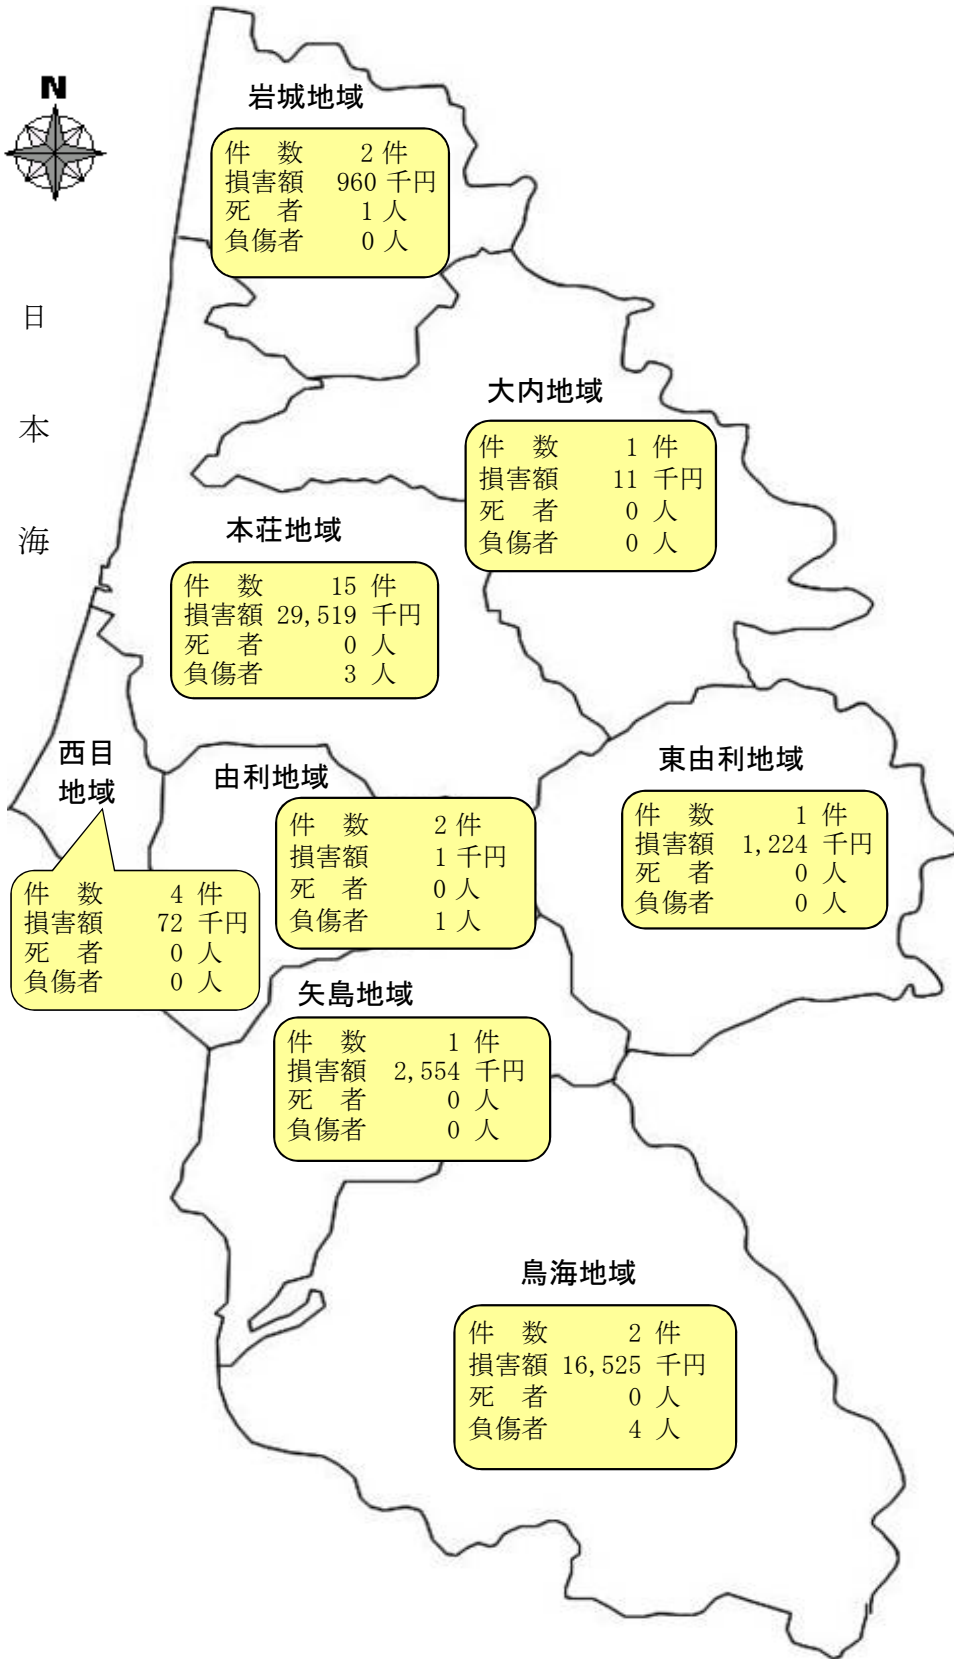 N
岩城地域
件 数 2 件
損害額 960 千円
死 者 1 人
負傷者 0 人
日
本
海
大内地域
件 数 1 件
損害額 11 千円
死 者 0 人
負傷者 0 人
本荘地域
件 数 15 件
損害額 29,519 千円
死 者 0 人
負傷者 3 人
西目
地域
件 数 4 件
損害額 72 千円
死 者 0 人
負傷者 0 人
由利地域
件 数 2 件
損害額 1 千円
死 者 0 人
負傷者 1 人
東由利地域
件 数 1 件
損害額 1,224 千円
死 者 0 人
負傷者 0 人
矢島地域
件 数 1 件
損害額 2,554 千円
死 者 0 人
負傷者 0 人
鳥海地域
件 数 2 件
損害額 16,525 千円
死 者 0 人
負傷者 4 人